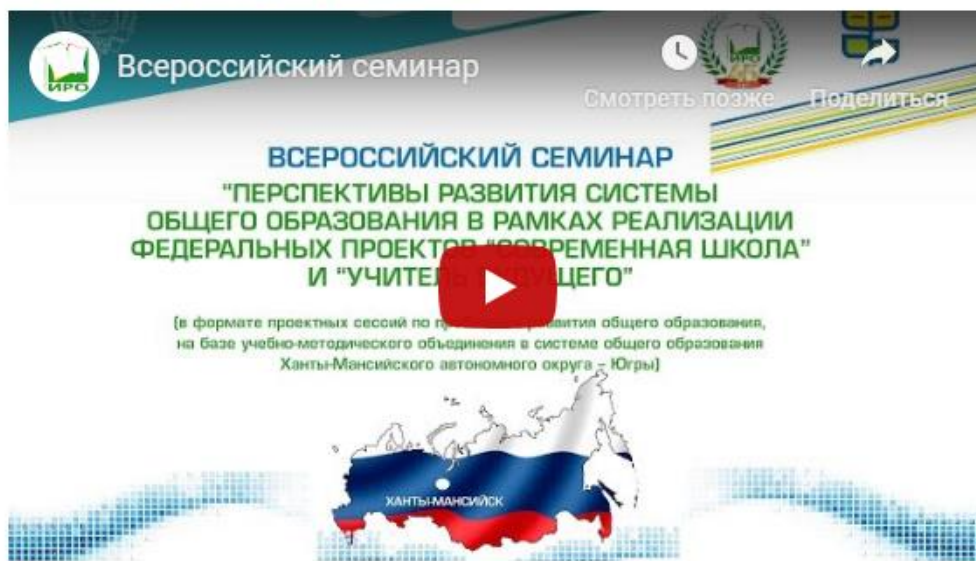 ИРО
Всероссийский семинар
Смотреть позже
Поделиться
ВСЕРОССИЙСКИЙ СЕМИНАР
"ПЕРСПЕКТИВЫ РАЗВИТИЯ СИСТЕМЫ
ОБЩЕГО ОБРАЗОВАНИЯ В РАМКАХ РЕАЛИЗАЦИИ
ФЕДЕРАЛЬНЫХ ПРОЕКТОВ "СОВРЕМЕННАЯ ШКОЛА"
И "УЧИТЕЛЬ БУДУЩЕГО"
(в формате проектных сессий по развития общего образования,
на базе учебно-методического объединения в системе общего образования
Ханты-Мансийского автономного округа – Югры)
ХАНТЫ-МАНСИЙСК